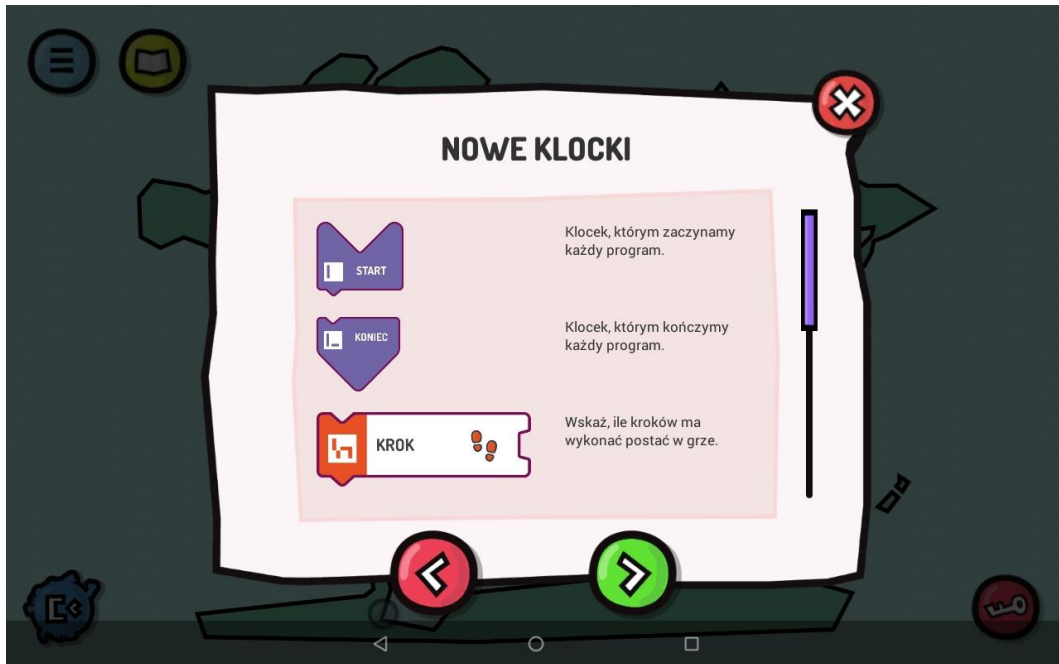 NOWE KLOCKI
START
Klocek, którym zaczynamy
każdy program.
KONIEC
Klocek, którym kończymy
każdy program.
KROK
Wskaż, ile kroków ma
wykonać postać w grze.